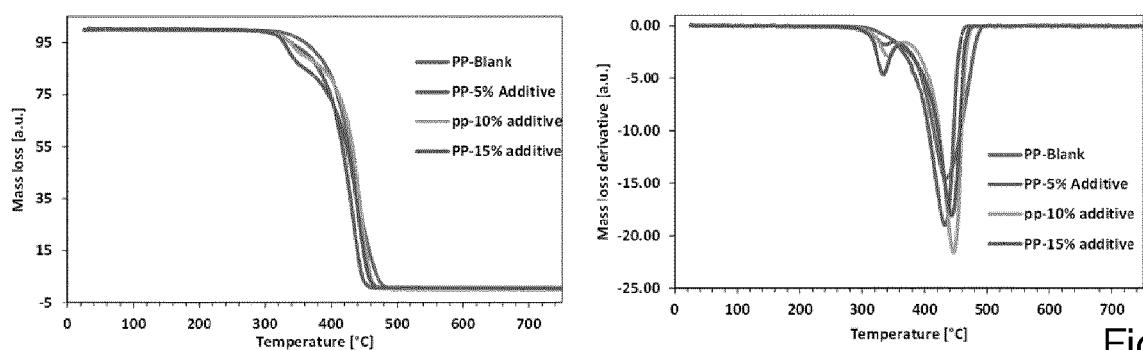 95
75
55
35
15
-5
0 100 200 300 400 500 600 700
Temperature [°C]
Mass loss [a.u.]
PP-Blank
PP-5% Additive
pp-10% additive
PP-15% additive
0.00
-5.00
-10.00
-15.00
-20.00
-25.00
0 100 200 300 400 500 600 700
Temperature [°C]
Mass loss derivative [a.u.]
PP-Blank
PP-5% Additive
pp-10% additive
PP-15% additive
Fig